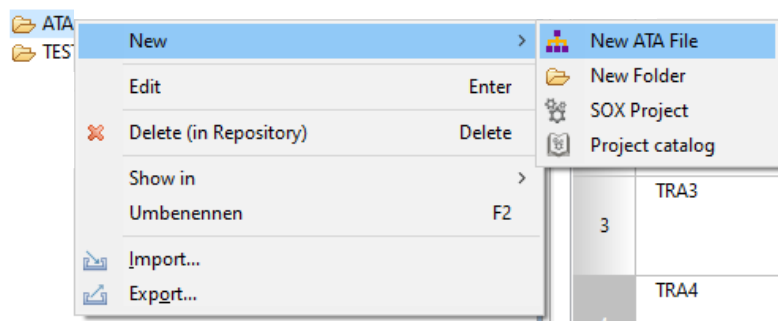 ATA
TEST
New
Edit Enter
Delete (in Repository) Delete
Show in
Umbenennen F2
Import...
Export...
New ATA File
New Folder
SOX Project
Project catalog
TRA3
3
TRA4